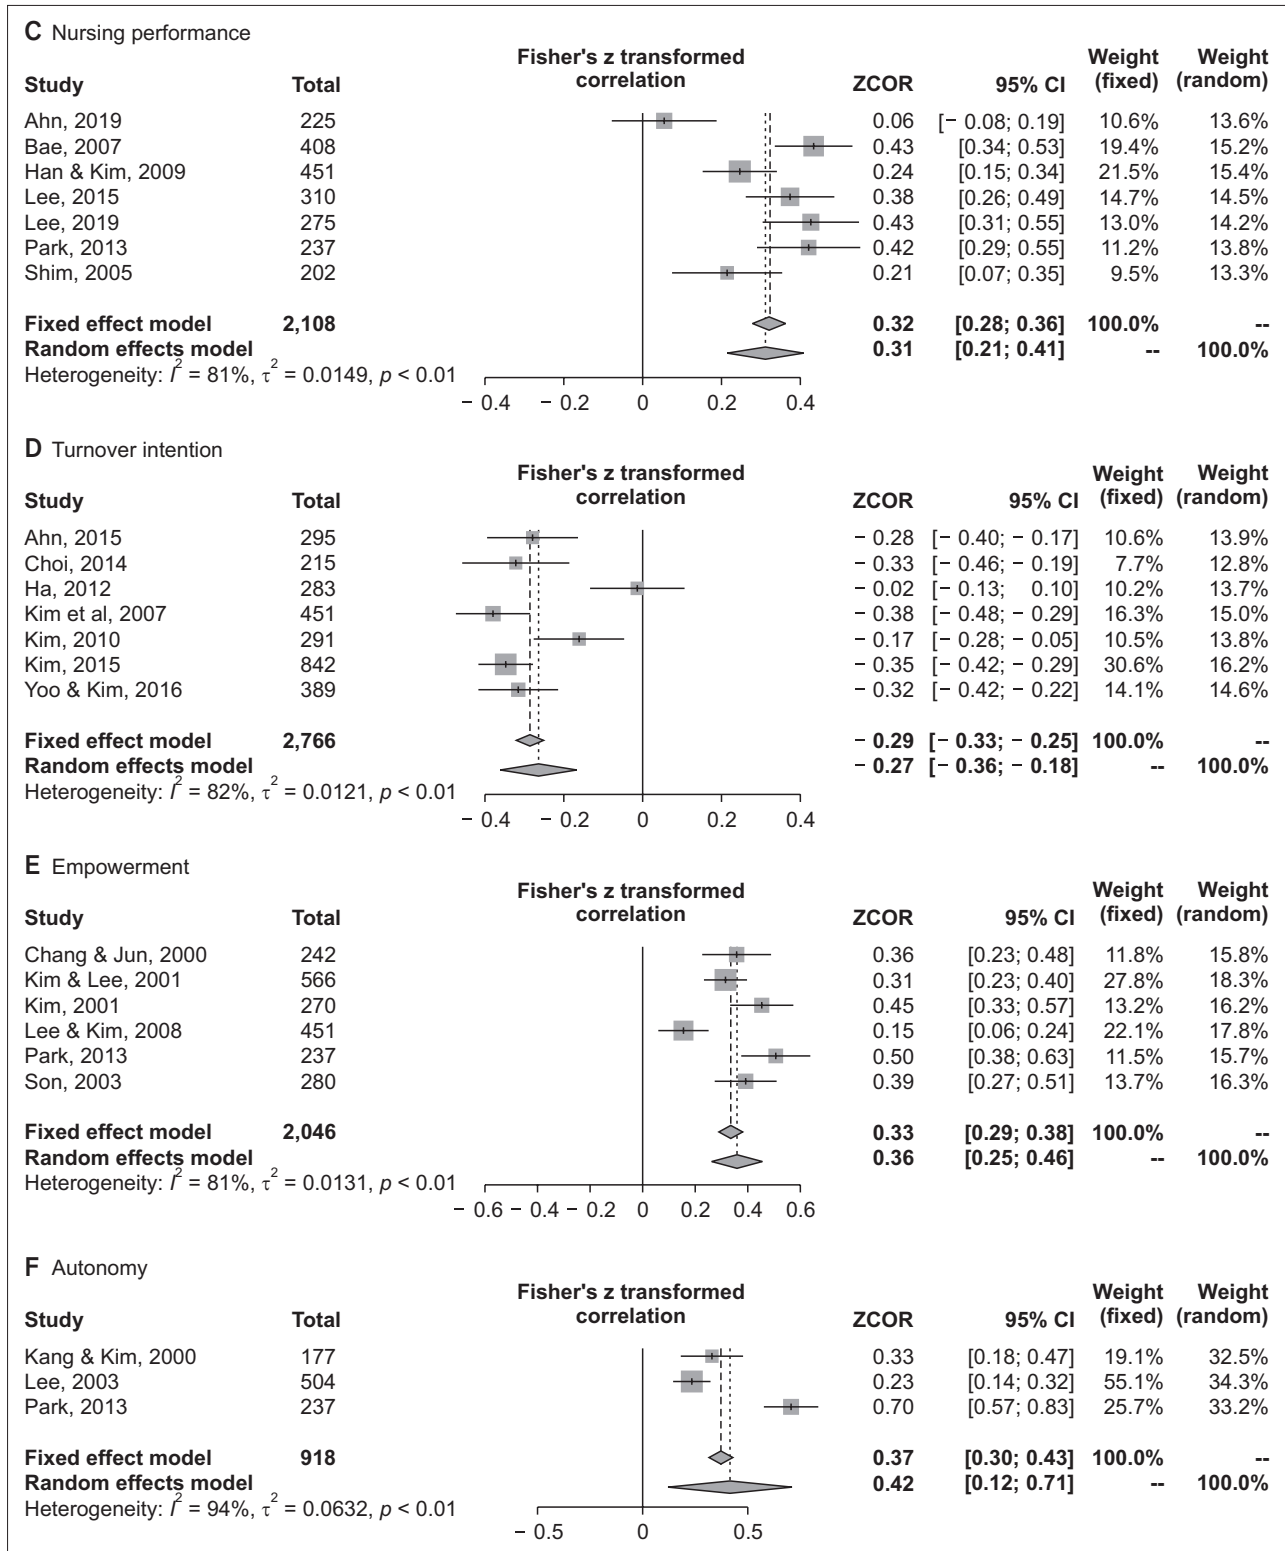 C Nursing performance
Study Total Fisher's z transformed correlation ZCOR 95% CI Weight (fixed) Weight (random)
Ahn, 2019 225 0.06 [− 0.08; 0.19] 10.6% 13.6%
Bae, 2007 408 0.43 [0.34; 0.53] 19.4% 15.2%
Han & Kim, 2009 451 0.24 [0.15; 0.34] 21.5% 15.4%
Lee, 2015 310 0.38 [0.26; 0.49] 14.7% 14.5%
Lee, 2019 275 0.43 [0.31; 0.55] 13.0% 14.2%
Park, 2013 237 0.42 [0.29; 0.55] 11.2% 13.8%
Shim, 2005 202 0.21 [0.07; 0.35] 9.5% 13.3%
Fixed effect model 2,108 0.32 [0.28; 0.36] 100.0% --
Random effects model 0.31 [0.21; 0.41] -- 100.0%
Heterogeneity: I² = 81%, τ² = 0.0149, p < 0.01
− 0.4 − 0.2 0 0.2 0.4
D Turnover intention
Study Total Fisher's z transformed correlation ZCOR 95% CI Weight (fixed) Weight (random)
Ahn, 2015 295 − 0.28 [− 0.40; − 0.17] 10.6% 13.9%
Choi, 2014 215 − 0.33 [− 0.46; − 0.19] 7.7% 12.8%
Ha, 2012 283 − 0.02 [− 0.13; 0.10] 10.2% 13.7%
Kim et al, 2007 451 − 0.38 [− 0.48; − 0.29] 16.3% 15.0%
Kim, 2010 291 − 0.17 [− 0.28; − 0.05] 10.5% 13.8%
Kim, 2015 842 − 0.35 [− 0.42; − 0.29] 30.6% 16.2%
Yoo & Kim, 2016 389 − 0.32 [− 0.42; − 0.22] 14.1% 14.6%
Fixed effect model 2,766 − 0.29 [− 0.33; − 0.25] 100.0% --
Random effects model − 0.27 [− 0.36; − 0.18] -- 100.0%
Heterogeneity: I² = 82%, τ² = 0.0121, p < 0.01
− 0.4 − 0.2 0 0.2 0.4
E Empowerment
Study Total Fisher's z transformed correlation ZCOR 95% CI Weight (fixed) Weight (random)
Chang & Jun, 2000 242 0.36 [0.23; 0.48] 11.8% 15.8%
Kim & Lee, 2001 566 0.31 [0.23; 0.40] 27.8% 18.3%
Kim, 2001 270 0.45 [0.33; 0.57] 13.2% 16.2%
Lee & Kim, 2008 451 0.15 [0.06; 0.24] 22.1% 17.8%
Park, 2013 237 0.50 [0.38; 0.63] 11.5% 15.7%
Son, 2003 280 0.39 [0.27; 0.51] 13.7% 16.3%
Fixed effect model 2,046 0.33 [0.29; 0.38] 100.0% --
Random effects model 0.36 [0.25; 0.46] -- 100.0%
Heterogeneity: I² = 81%, τ² = 0.0131, p < 0.01
− 0.6 − 0.4 − 0.2 0 0.2 0.4 0.6
F Autonomy
Study Total Fisher's z transformed correlation ZCOR 95% CI Weight (fixed) Weight (random)
Kang & Kim, 2000 177 0.33 [0.18; 0.47] 19.1% 32.5%
Lee, 2003 504 0.23 [0.14; 0.32] 55.1% 34.3%
Park, 2013 237 0.70 [0.57; 0.83] 25.7% 33.2%
Fixed effect model 918 0.37 [0.30; 0.43] 100.0% --
Random effects model 0.42 [0.12; 0.71] -- 100.0%
Heterogeneity: I² = 94%, τ² = 0.0632, p < 0.01
− 0.5 0 0.5